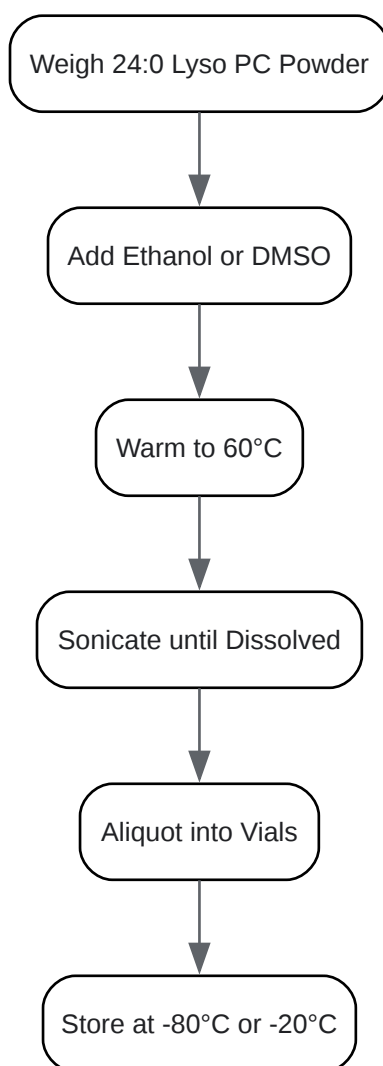 Weigh 24:0 Lyso PC Powder
Add Ethanol or DMSO
Warm to 60°C
Sonicate until Dissolved
Aliquot into Vials
Store at -80°C or -20°C